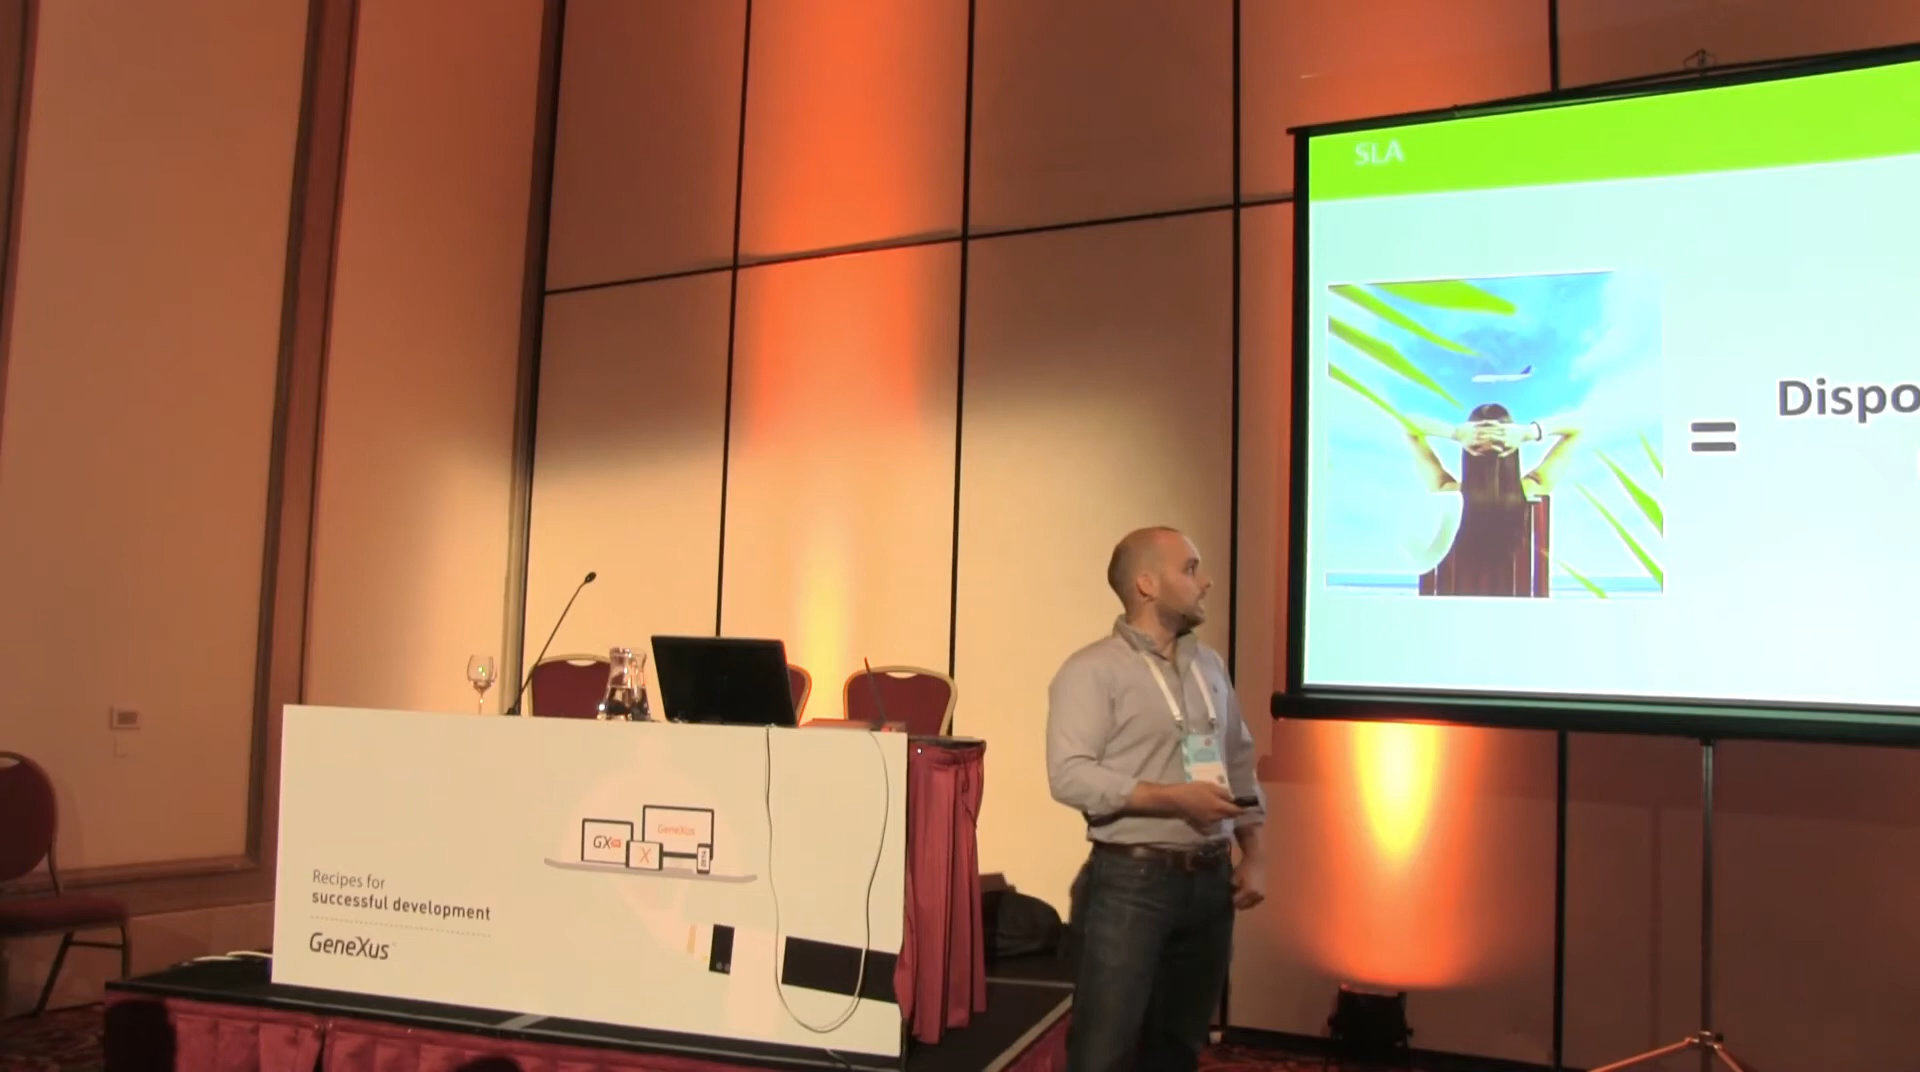 SLA
=
Dispo
GeneXus
GX
X
Recipes for
successful development
GeneXus